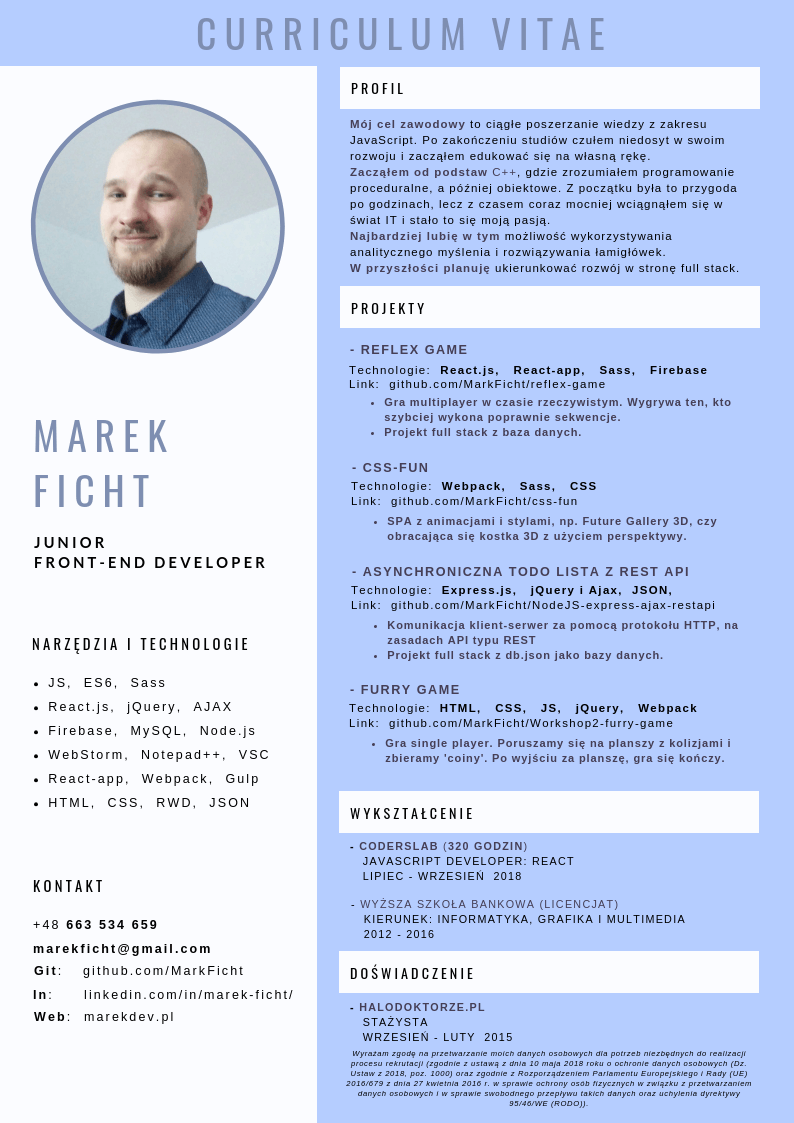 CURRICULUM VITAE
MAREK
FICHT
JUNIOR
FRONT-END DEVELOPER
NARZĘDZIA I TECHNOLOGIE
• JS, ES6, Sass
• React.js, jQuery, AJAX
• Firebase, MySQL, Node.js
• WebStorm, Notepad++, VSC
• React-app, Webpack, Gulp
• HTML, CSS, RWD, JSON
KONTAKT
+48 663 534 659
marekficht@gmail.com
Git: github.com/MarkFicht
In: linkedin.com/in/marek-ficht/
Web: marekdev.pl
PROFIL
Mój cel zawodowy to ciągłe poszerzanie wiedzy z zakresu
JavaScript. Po zakończeniu studiów czułem niedosyt w swoim
rozwoju i zacząłem edukować się na własną rękę.
Zacząłem od podstaw C++, gdzie zrozumiałem programowanie
proceduralne, a później obiektowe. Z początku była to przygoda
po godzinach, lecz z czasem coraz mocniej wciągnąłem się w
świat IT i stało to się moją pasją.
Najbardziej lubię w tym możliwość wykorzystywania
analitycznego myślenia i rozwiązywania łamigłówek.
W przyszłości planuję ukierunkować rozwój w stronę full stack.
PROJEKTY
- REFLEX GAME
Technologie: React.js, React-app, Sass, Firebase
Link: github.com/MarkFicht/reflex-game
• Gra multiplayer w czasie rzeczywistym. Wygrywa ten, kto
szybciej wykona poprawnie sekwencje.
• Projekt full stack z baza danych.
- CSS-FUN
Technologie: Webpack, Sass, CSS
Link: github.com/MarkFicht/css-fun
• SPA z animacjami i stylami, np. Future Gallery 3D, czy
obracająca się kostka 3D z użyciem perspektywy.
- ASYNCHRONICZNA TODO LISTA Z REST API
Technologie: Express.js, jQuery i Ajax, JSON,
Link: github.com/MarkFicht/NodeJS-express-ajax-restapi
• Komunikacja klient-serwer za pomocą protokołu HTTP, na
zasadach API typu REST
• Projekt full stack z db.json jako bazy danych.
- FURRY GAME
Technologie: HTML, CSS, JS, jQuery, Webpack
Link: github.com/MarkFicht/Workshop2-furry-game
• Gra single player. Poruszamy się na planszy z kolizjami i
zbieramy 'coiny'. Po wyjściu za planszę, gra się kończy.
WYKSZTAŁCENIE
- CODERSLAB (320 GODZIN)
JAVASCRIPT DEVELOPER: REACT
LIPIEC - WRZESIEŃ 2018
- WYŻSZA SZKOŁA BANKOWA (LICENCJAT)
KIERUNEK: INFORMATYKA, GRAFIKA I MULTIMEDIA
2012 - 2016
DOŚWIADCZENIE
- HALODOKTORZE.PL
STAŻYSTA
WRZESIEŃ - LUTY 2015
Wyrażam zgodę na przetwarzanie moich danych osobowych dla potrzeb niezbędnych do realizacji
procesu rekrutacji (zgodnie z ustawą z dnia 10 maja 2018 roku o ochronie danych osobowych (Dz.
Ustaw z 2018, poz. 1000) oraz zgodnie z Rozporządzeniem Parlamentu Europejskiego i Rady (UE)
2016/679 z dnia 27 kwietnia 2016 r. w sprawie ochrony osób fizycznych w związku z przetwarzaniem
danych osobowych i w sprawie swobodnego przepływu takich danych oraz uchylenia dyrektywy
95/46/WE (RODO)).